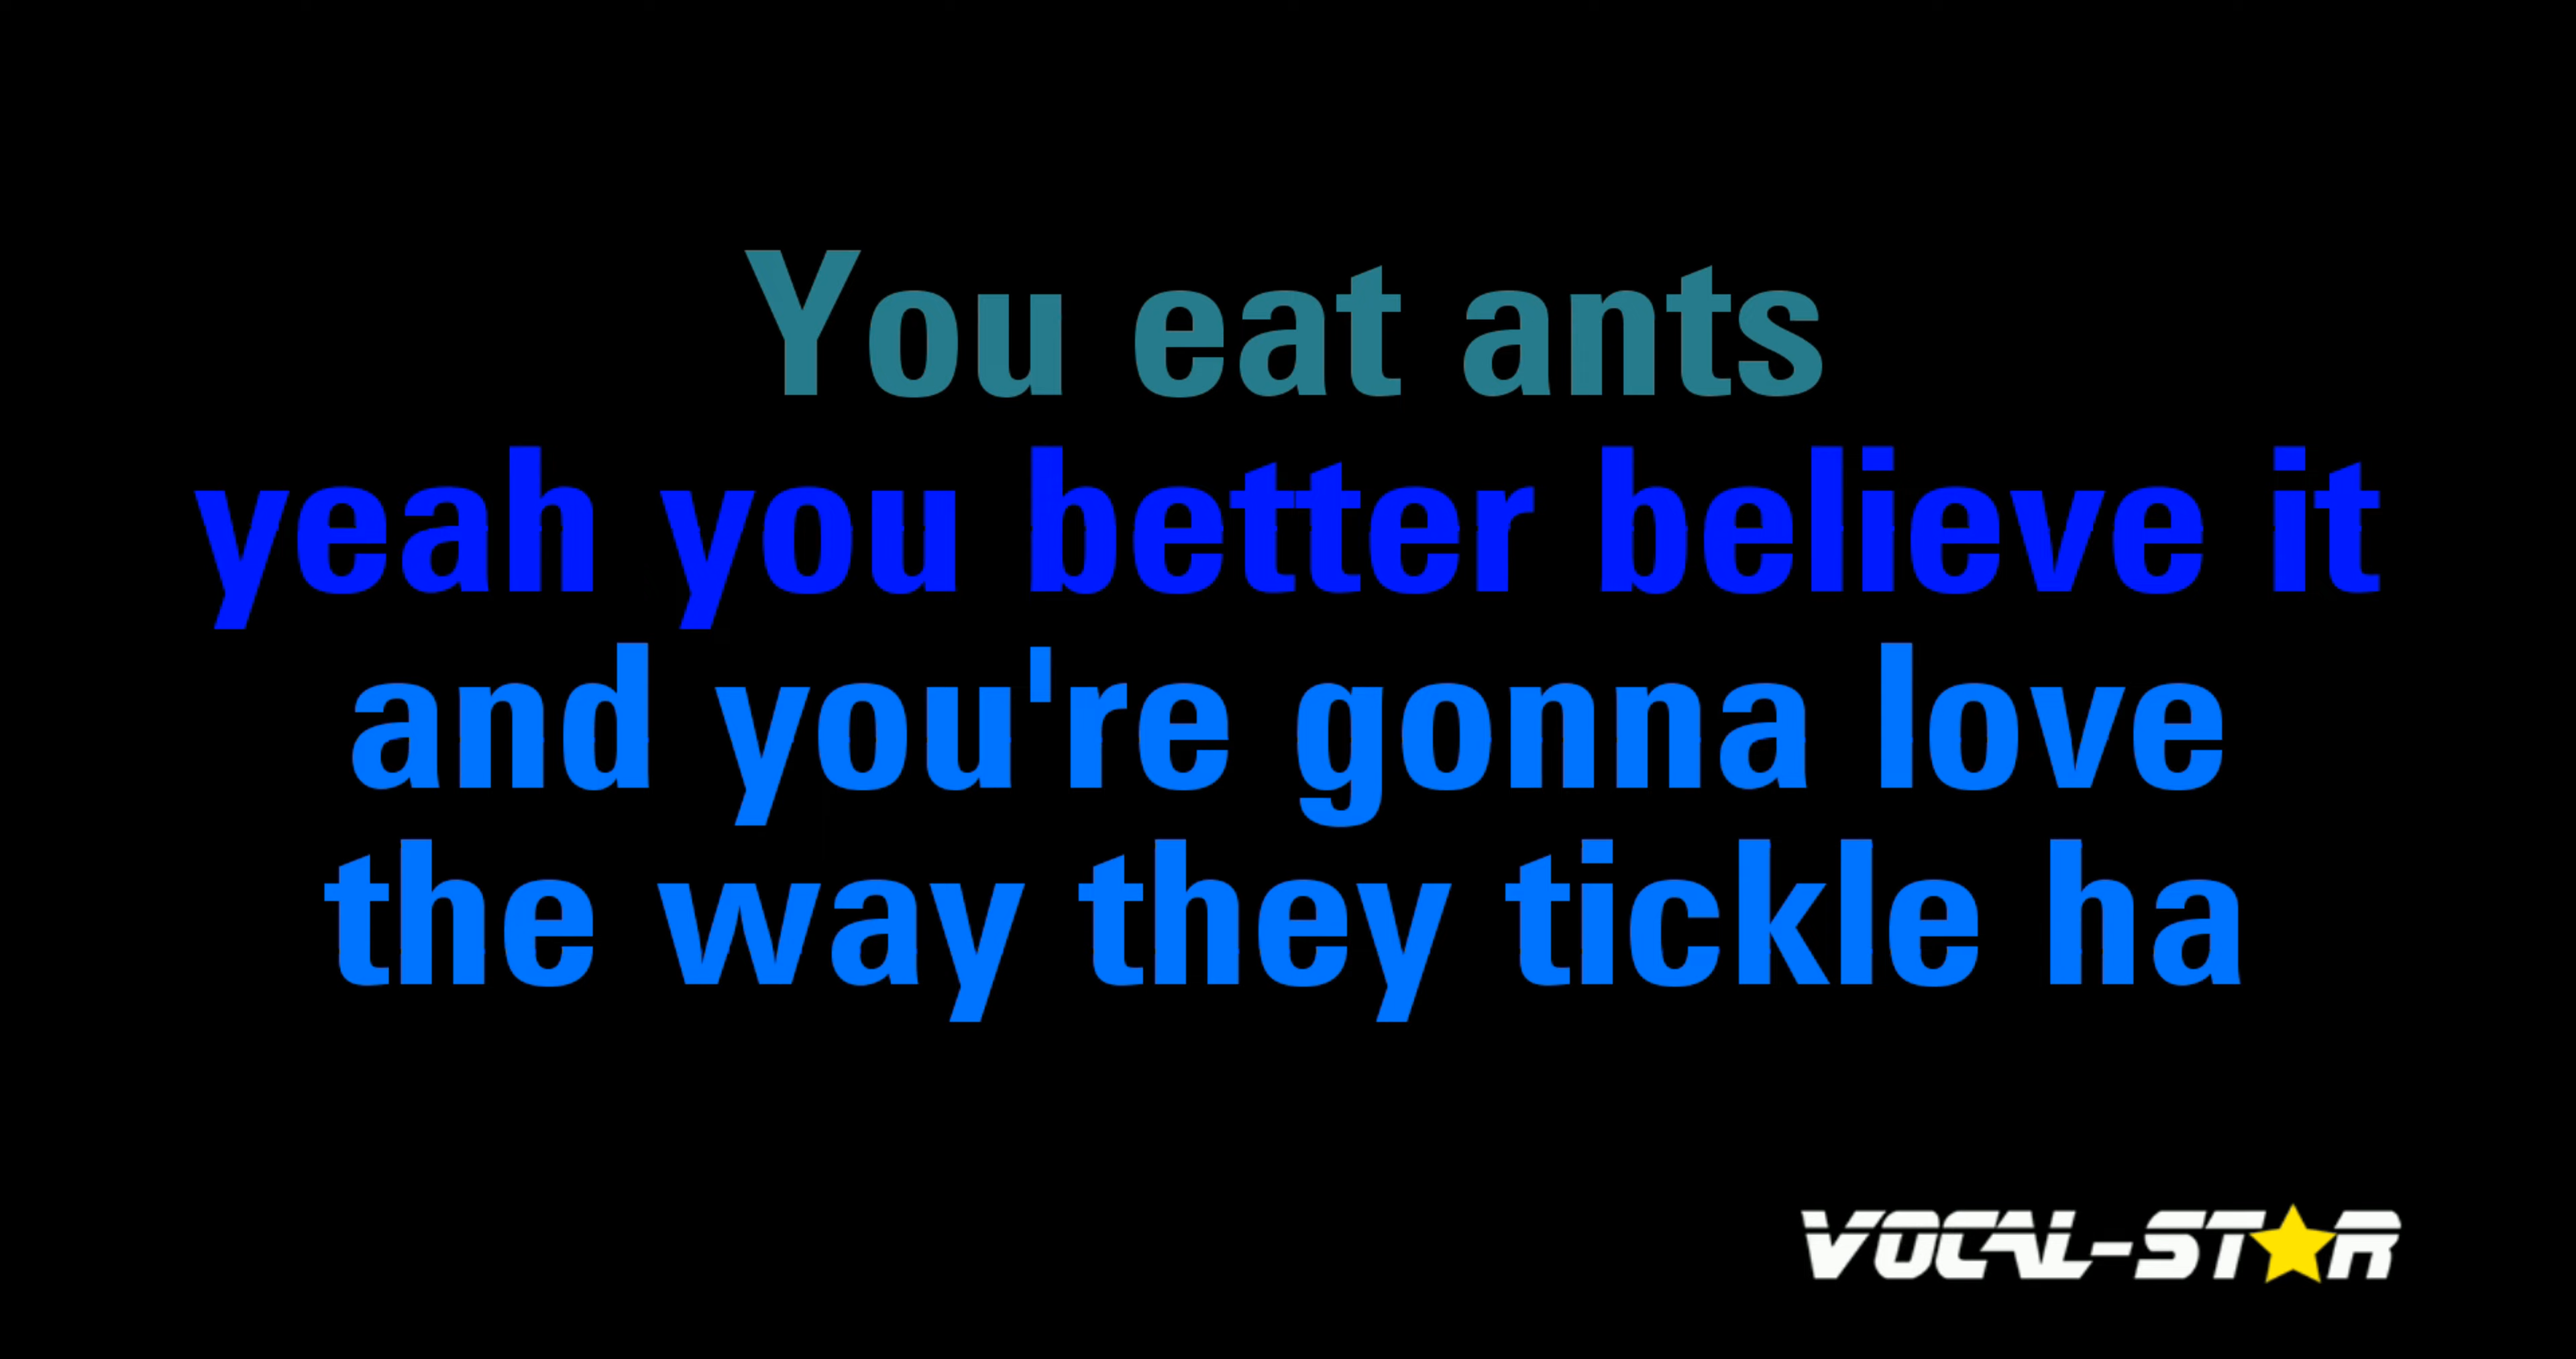 You eat ants
yeah you better believe it
and you're gonna love
the way they tickle ha
VOCAL-STAR